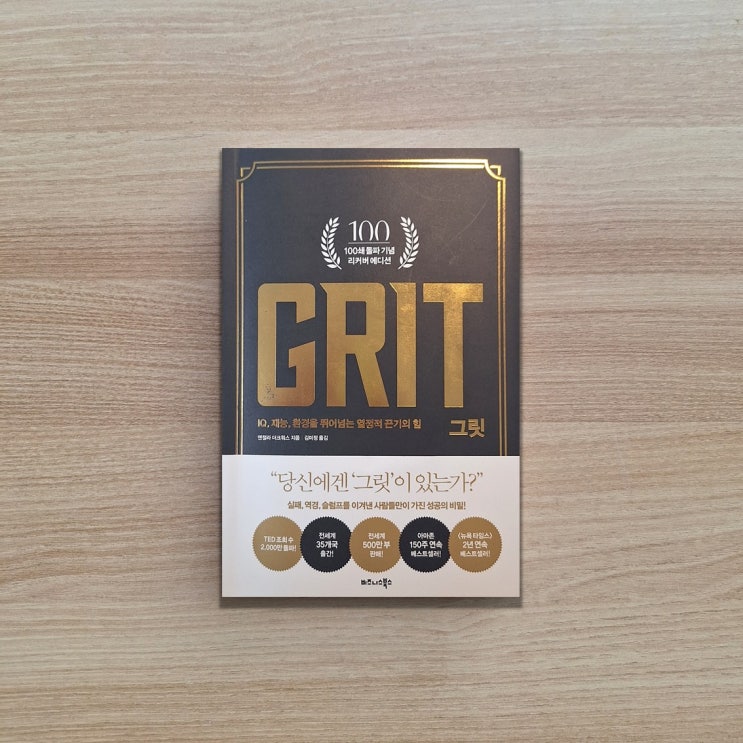 100
100쇄 돌파 기념
리커버 에디션
GRIT
IQ, 재능, 환경을 뛰어넘는 열정적 끈기의 힘
그릿
앤절라 더크워스 지음 김미정 옮김
“당신에겐 ‘그릿’이 있는가?”
실패, 역경, 슬럼프를 이겨낸 사람들만이 가진 성공의 비밀!
TED 조회 수
2,000만 돌파!
전세계
35개국
출간!
전세계
500만 부
판매!
아마존
150주 연속
베스트셀러!
〈뉴욕 타임스〉
2년 연속
베스트셀러!
비즈니스북스